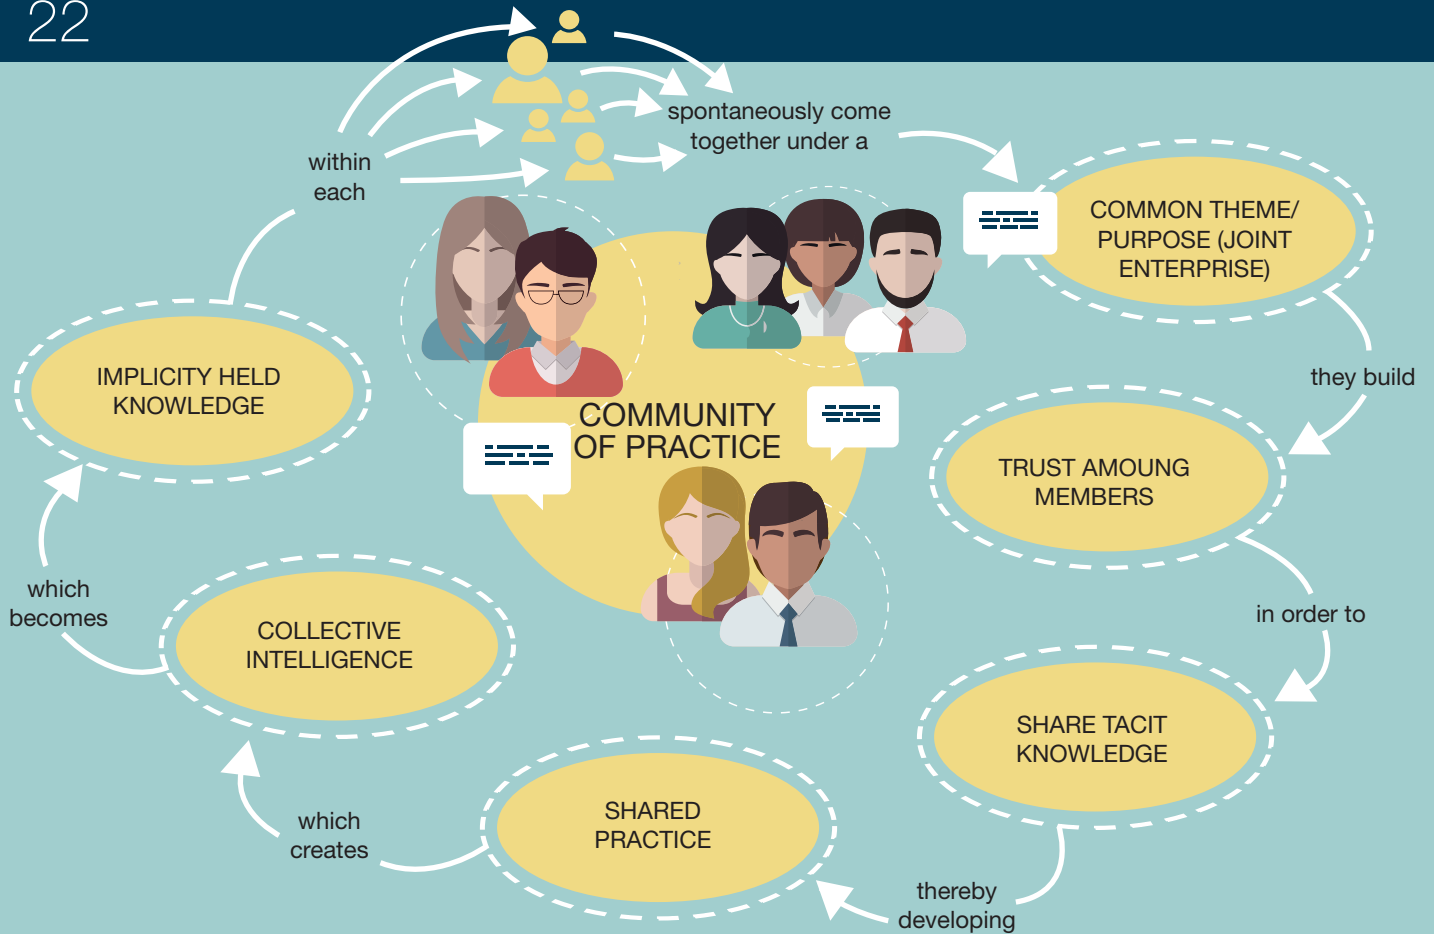 22
spontaneously come
together under a
COMMON THEME/
PURPOSE (JOINT
ENTERPRISE)
they build
TRUST AMOUNG
MEMBERS
in order to
SHARE TACIT
KNOWLEDGE
thereby
developing
SHARED
PRACTICE
which
creates
COLLECTIVE
INTELLIGENCE
which
becomes
IMPLICITY HELD
KNOWLEDGE
within
each
COMMUNITY
OF PRACTICE